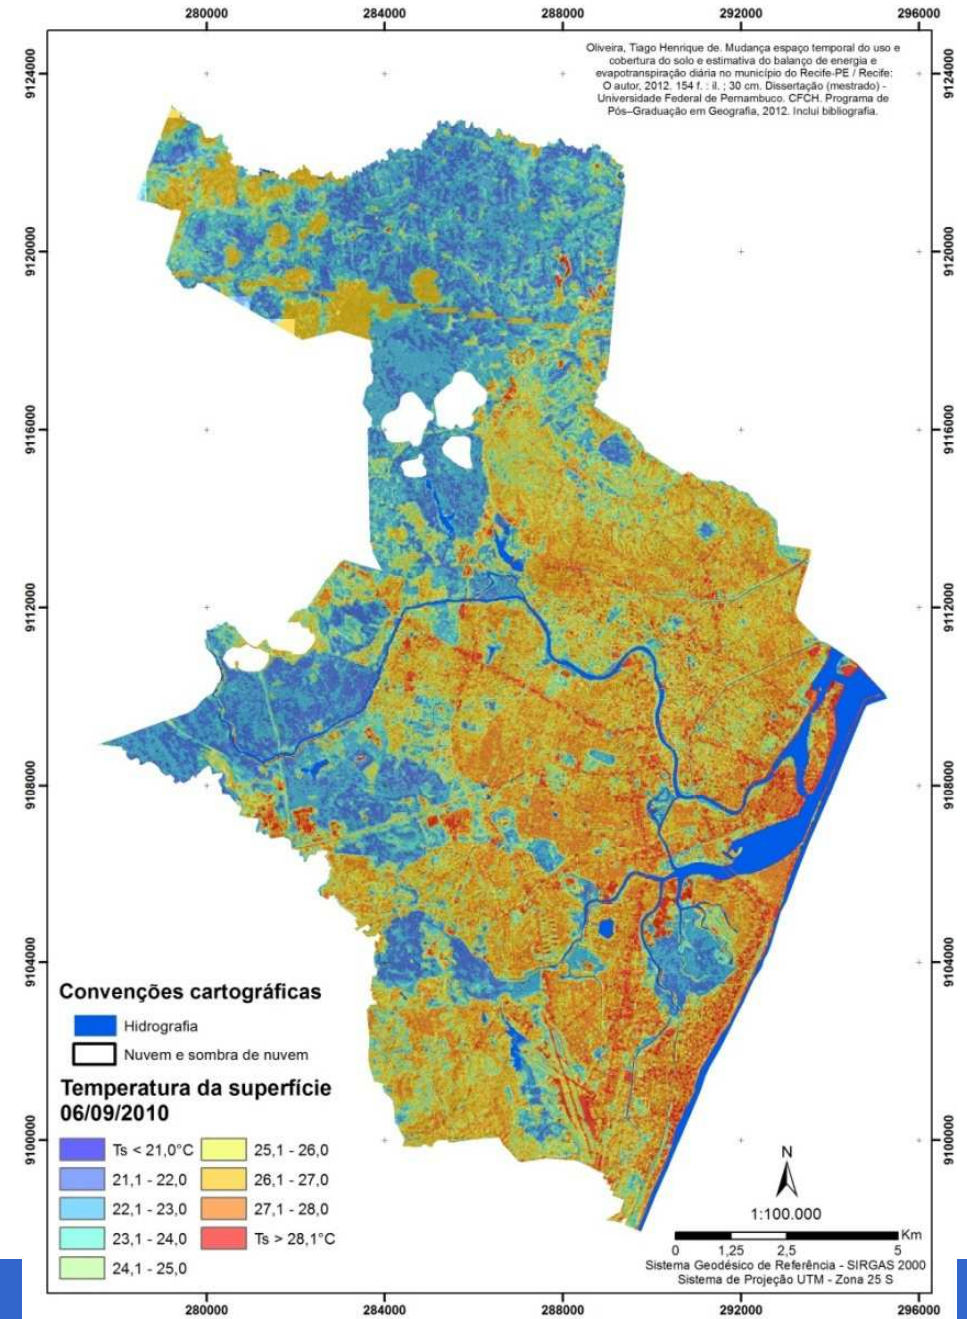 280000 284000 288000 292000 296000
Oliveira, Tiago Henrique de. Mudança espaço temporal do uso e
cobertura do solo e estimativa do balanço de energia e
evapotranspiração diária no município do Recife-PE / Recife:
O autor, 2012. 154 f. : il. ; 30 cm. Dissertação (mestrado) -
Universidade Federal de Pernambuco. CFCH. Programa de
Pós–Graduação em Geografia, 2012. Inclui bibliografia.
9124000 9124000
9120000 9120000
9116000 9116000
9112000 9112000
9108000 9108000
9104000 9104000
9100000 9100000
Convenções cartográficas
Hidrografia
Nuvem e sombra de nuvem
Temperatura da superfície
06/09/2010
Ts < 21,0°C 25,1 - 26,0
21,1 - 22,0 26,1 - 27,0
22,1 - 23,0 27,1 - 28,0
23,1 - 24,0 Ts > 28,1°C
24,1 - 25,0
N
1:100.000
Km
0 1,25 2,5 5
Sistema Geodésico de Referência - SIRGAS 2000
Sistema de Projeção UTM - Zona 25 S
280000 284000 288000 292000 296000